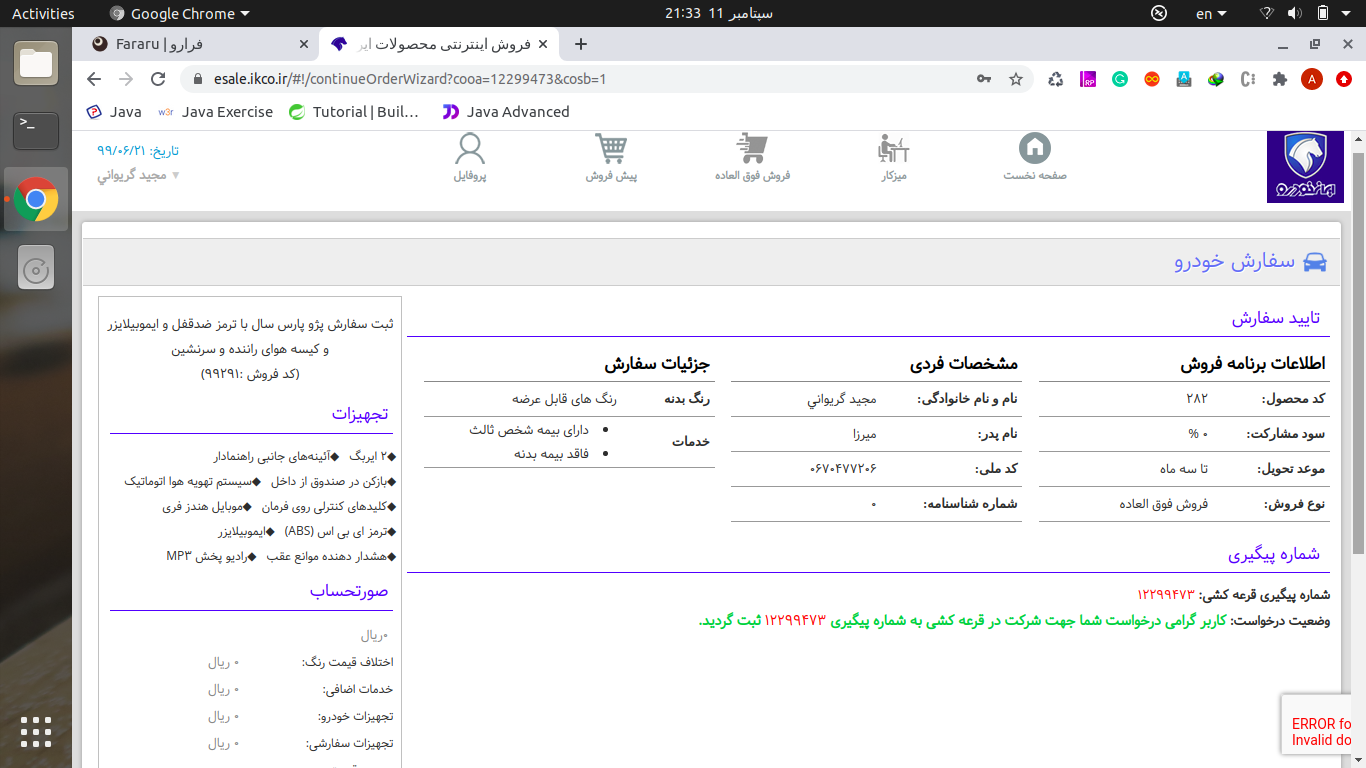 Activities
Google Chrome
سپتامبر 11 21:33
en
Fararu | فرارو
فروش اینترنتی محصولات ایر
esale.ikco.ir/#!/continueOrderWizard?cooa=12299473&cosb=1
A
Java
w3r Java Exercise
Tutorial | Buil...
Java Advanced
ایران خودرو
صفحه نخست
میزکار
فروش فوق العاده
پیش فروش
پروفایل
تاریخ: ۹۹/۰۶/۲۱
مجید گریواني
سفارش خودرو
تایید سفارش
اطلاعات برنامه فروش
کد محصول: ۲۸۲
سود مشارکت: ۰ %
موعد تحویل: تا سه ماه
نوع فروش: فروش فوق العاده
مشخصات فردی
نام و نام خانوادگی: مجید گریواني
نام پدر: میرزا
کد ملی: ۰۶۷۰۴۷۷۲۰۶
شماره شناسنامه: ۰
جزئیات سفارش
رنگ بدنه رنگ های قابل عرضه
خدمات
دارای بیمه شخص ثالث
فاقد بیمه بدنه
شماره پیگیری
شماره پیگیری قرعه کشی: ۱۲۲۹۹۴۷۳
وضعیت درخواست: کاربر گرامی درخواست شما جهت شرکت در قرعه کشی به شماره پیگیری ۱۲۲۹۹۴۷۳ ثبت گردید.
ثبت سفارش پژو پارس سال با ترمز ضدقفل و ایموبیلایزر
و کیسه هوای راننده و سرنشین
(کد فروش :۹۹۲۹۱)
تجهیزات
◆۲ ایربگ ◆آئینه‌های جانبی راهنمادار
◆بازکن در صندوق از داخل ◆سیستم تهویه هوا اتوماتیک
◆کلیدهای کنترلی روی فرمان ◆موبایل هندز فری
◆ترمز ای بی اس (ABS) ◆ایموبیلایزر
◆هشدار دهنده موانع عقب ◆رادیو پخش MP۳
صورتحساب
۰ریال
اختلاف قیمت رنگ: ۰ ریال
خدمات اضافی: ۰ ریال
تجهیزات خودرو: ۰ ریال
تجهیزات سفارشی: ۰ ریال
ERROR fo
Invalid do